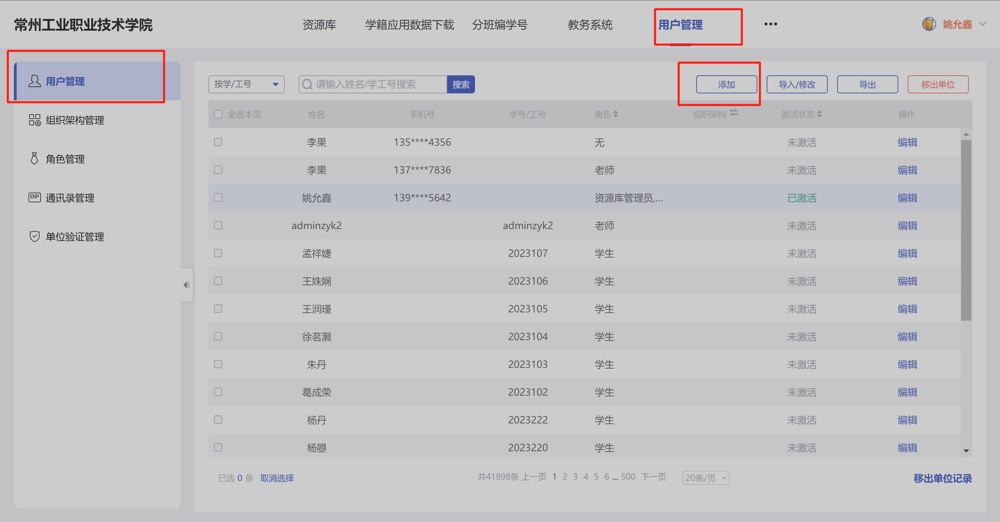 常州工业职业技术学院
资源库 学籍应用数据下载 分班编学号 教务系统 用户管理 ••• 姚允鑫
用户管理
组织架构管理
角色管理
通讯录管理
单位验证管理
按学/工号 请输入姓名/学工号搜索 搜索 添加 导入/修改 导出 移出单位
全选本页 姓名 手机号 学号/工号 角色 组织架构 激活状态 操作
李果 135****4356 无 未激活 编辑
李果 137****7836 老师 未激活 编辑
姚允鑫 139****5642 资源库管理员,... 已激活 编辑
adminzyk2 adminzyk2 老师 未激活 编辑
孟祥婕 2023107 学生 未激活 编辑
王姝娴 2023106 学生 未激活 编辑
王润瑾 2023105 学生 未激活 编辑
徐茗灏 2023104 学生 未激活 编辑
朱丹 2023103 学生 未激活 编辑
葛成荣 2023102 学生 未激活 编辑
杨丹 2023222 学生 未激活 编辑
2023220 学生 未激活 编辑
已选 0 条 取消选择 共41898条 上一页 1 2 3 4 5 6 ... 500 下一页 20条/页 移出单位记录